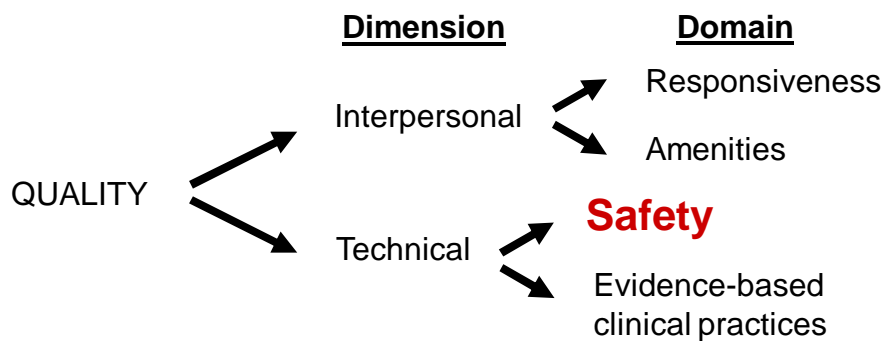 Dimension
Domain
Responsiveness
Interpersonal
Amenities
QUALITY
Safety
Technical
Evidence-based
clinical practices